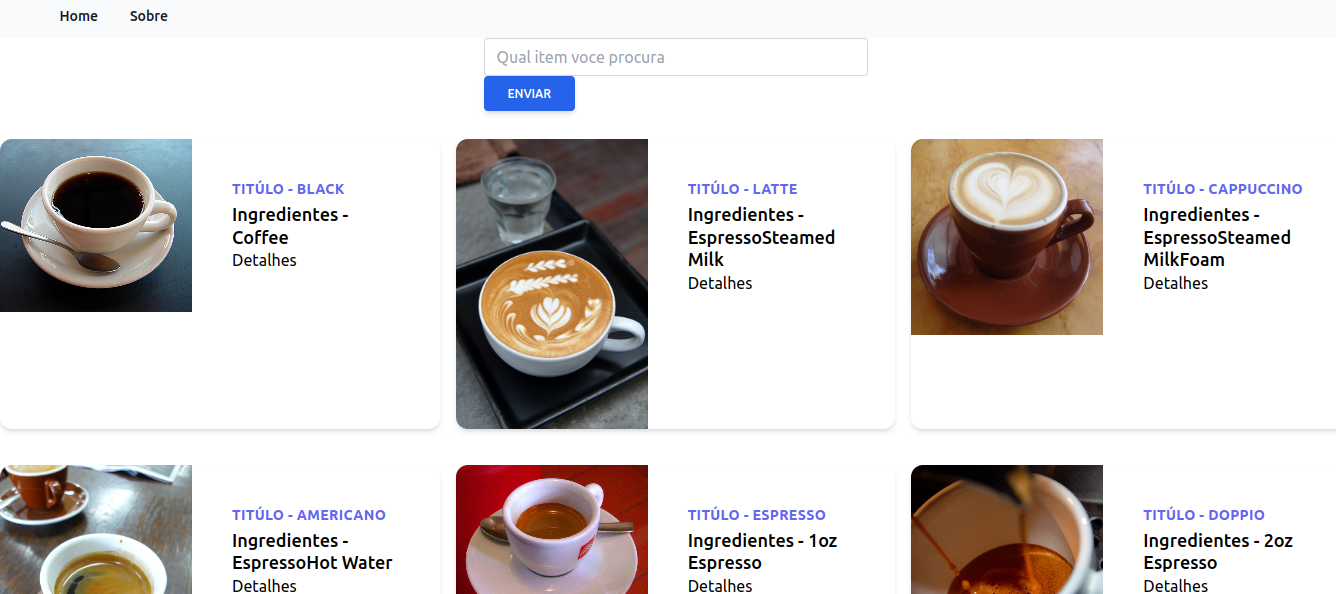 Home Sobre
Qual item voce procura
ENVIAR
TITÚLO - BLACK
Ingredientes -
Coffee
Detalhes
TITÚLO - LATTE
Ingredientes -
EspressoSteamed
Milk
Detalhes
TITÚLO - CAPPUCCINO
Ingredientes -
EspressoSteamed
MilkFoam
Detalhes
TITÚLO - AMERICANO
Ingredientes -
EspressoHot Water
Detalhes
TITÚLO - ESPRESSO
Ingredientes - 1oz
Espresso
Detalhes
TITÚLO - DOPPIO
Ingredientes - 2oz
Espresso
Detalhes